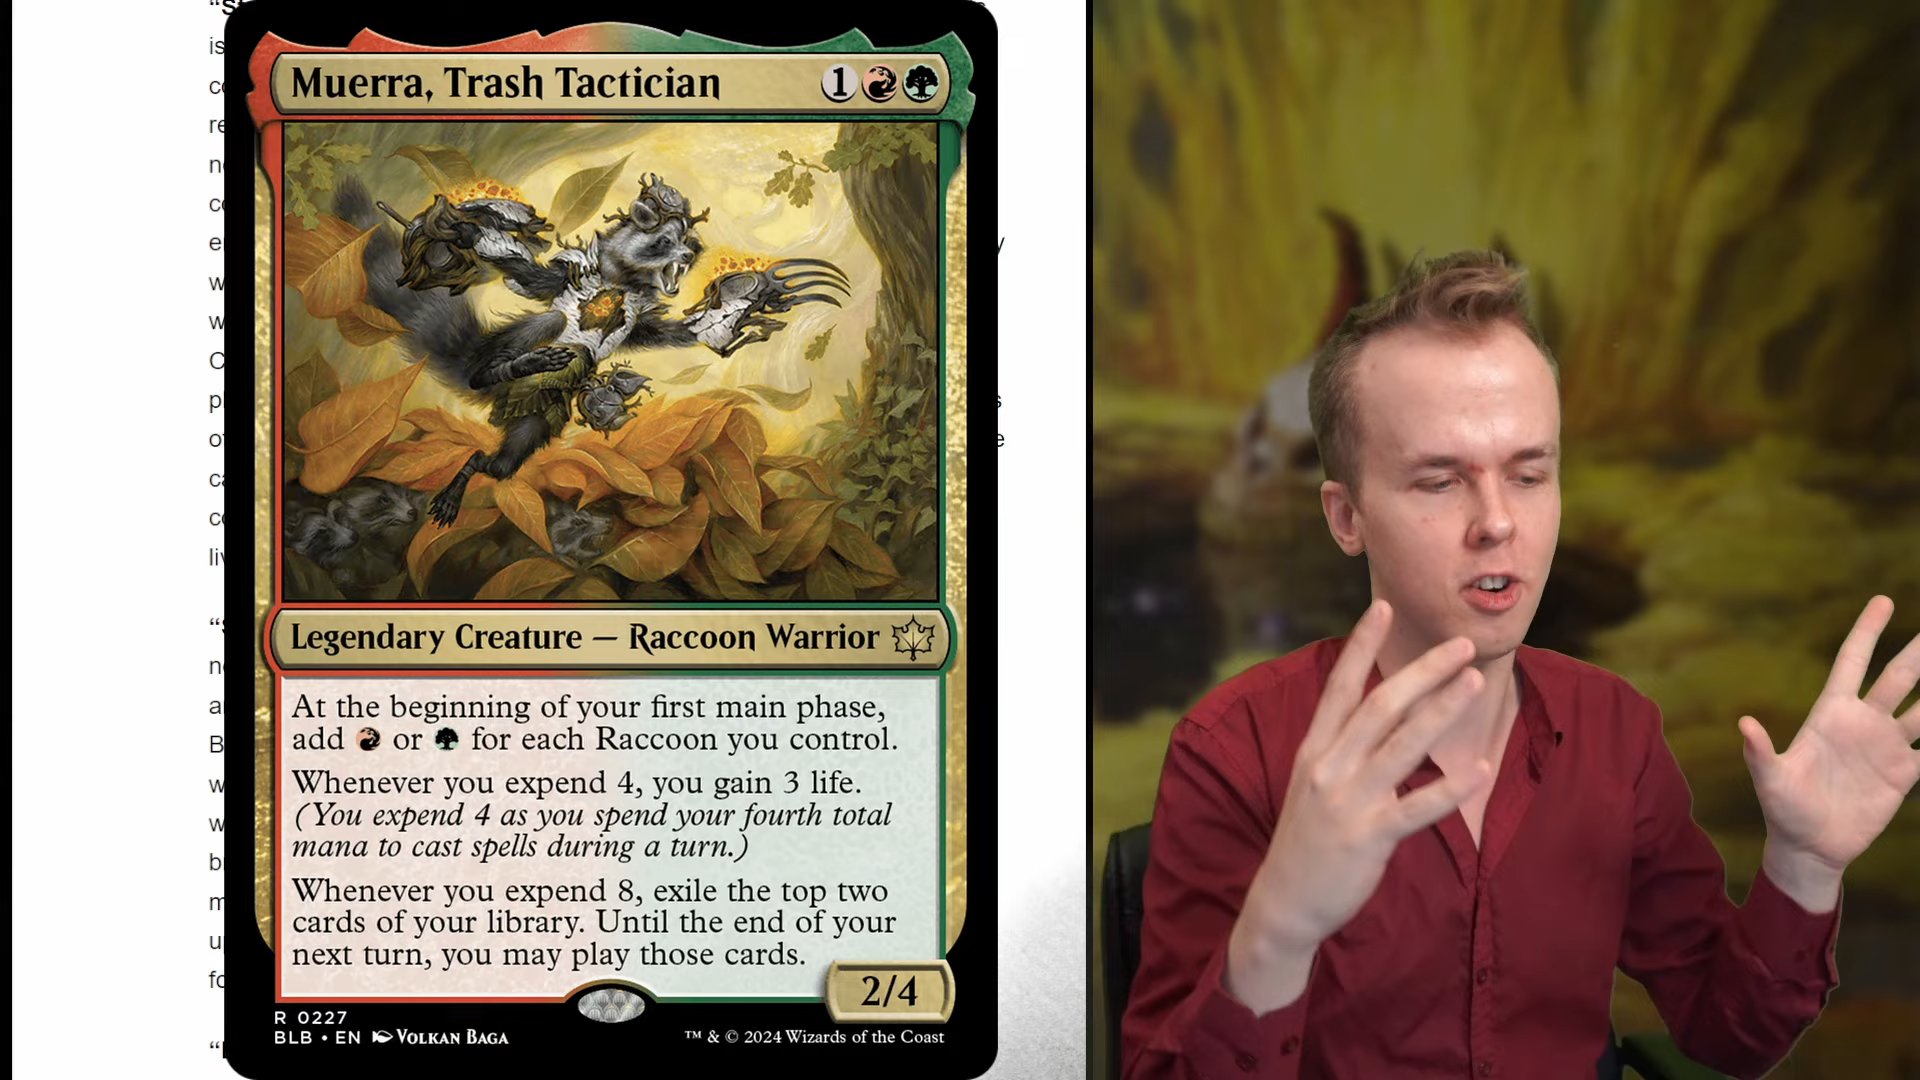 Muerra, Trash Tactician 1
Legendary Creature — Raccoon Warrior
At the beginning of your first main phase,
add or for each Raccoon you control.
Whenever you expend 4, you gain 3 life.
(You expend 4 as you spend your fourth total
mana to cast spells during a turn.)
Whenever you expend 8, exile the top two
cards of your library. Until the end of your
next turn, you may play those cards.
2/4
R 0227
BLB • EN VOLKAN BAGA
™ & © 2024 Wizards of the Coast